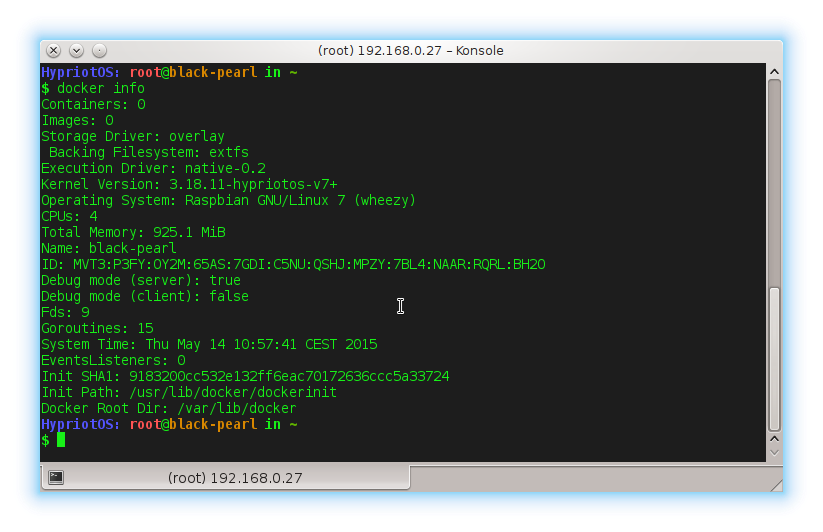 (root) 192.168.0.27 – Konsole
HypriotOS: root@black-pearl in ~
$ docker info
Containers: 0
Images: 0
Storage Driver: overlay
 Backing Filesystem: extfs
Execution Driver: native-0.2
Kernel Version: 3.18.11-hypriotos-v7+
Operating System: Raspbian GNU/Linux 7 (wheezy)
CPUs: 4
Total Memory: 925.1 MiB
Name: black-pearl
ID: MVT3:P3FY:OY2M:65AS:7GDI:C5NU:QSHJ:MPZY:7BL4:NAAR:RQRL:BH2O
Debug mode (server): true
Debug mode (client): false
Fds: 9
Goroutines: 15
System Time: Thu May 14 10:57:41 CEST 2015
EventsListeners: 0
Init SHA1: 9183200cc532e132ff6eac70172636ccc5a33724
Init Path: /usr/lib/docker/dockerinit
Docker Root Dir: /var/lib/docker
HypriotOS: root@black-pearl in ~
$
(root) 192.168.0.27